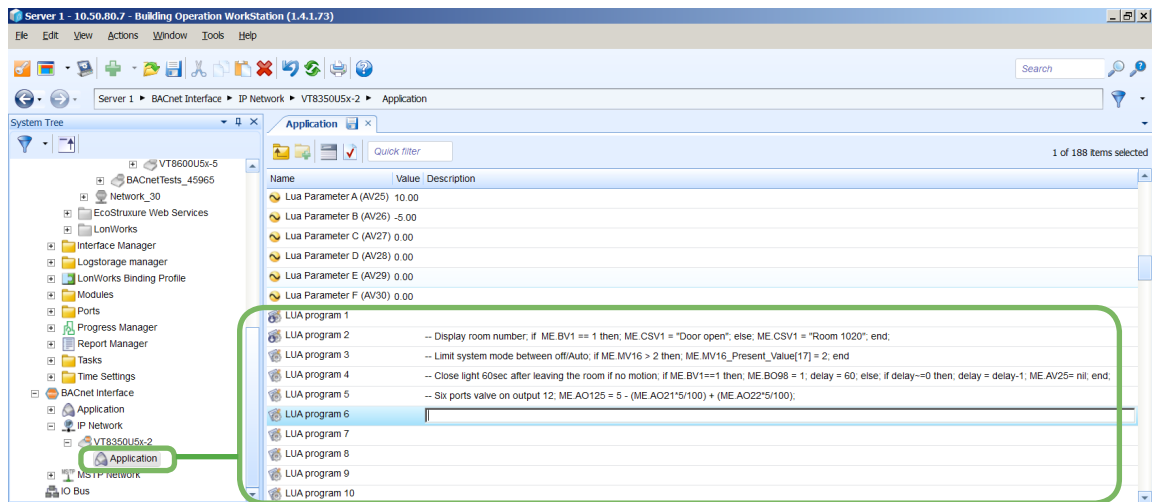 Server 1 - 10.50.80.7 - Building Operation WorkStation (1.4.1.73)
File Edit View Actions Window Tools Help
Search
Server 1 BACnet Interface IP Network VT8350U5x-2 Application
System Tree
Application
Quick filter
1 of 188 items selected
Name Value Description
VT8600U5x-5
BACnetTests_45965
Network_30
EcoStruxure Web Services
LonWorks
Interface Manager
Logstorage manager
LonWorks Binding Profile
Modules
Ports
Progress Manager
Report Manager
Tasks
Time Settings
BACnet Interface
Application
IP Network
VT8350U5x-2
Application
MSTP Network
IO Bus
Lua Parameter A (AV25) 10.00
Lua Parameter B (AV26) -5.00
Lua Parameter C (AV27) 0.00
Lua Parameter D (AV28) 0.00
Lua Parameter E (AV29) 0.00
Lua Parameter F (AV30) 0.00
LUA program 1
LUA program 2 -- Display room number; if ME.BV1 == 1 then; ME.CSV1 = "Door open"; else; ME.CSV1 = "Room 1020"; end;
LUA program 3 -- Limit system mode between off/Auto; if ME.MV16 > 2 then; ME.MV16_Present_Value[17] = 2; end
LUA program 4 -- Close light 60sec after leaving the room if no motion; if ME.BV1==1 then; ME.BO98 = 1; delay = 60; else; if delay~=0 then; delay = delay-1; ME.AV25= nil; end;
LUA program 5 -- Six ports valve on output 12; ME.AO125 = 5 - (ME.AO21*5/100) + (ME.AO22*5/100);
LUA program 6
LUA program 7
LUA program 8
LUA program 9
LUA program 10